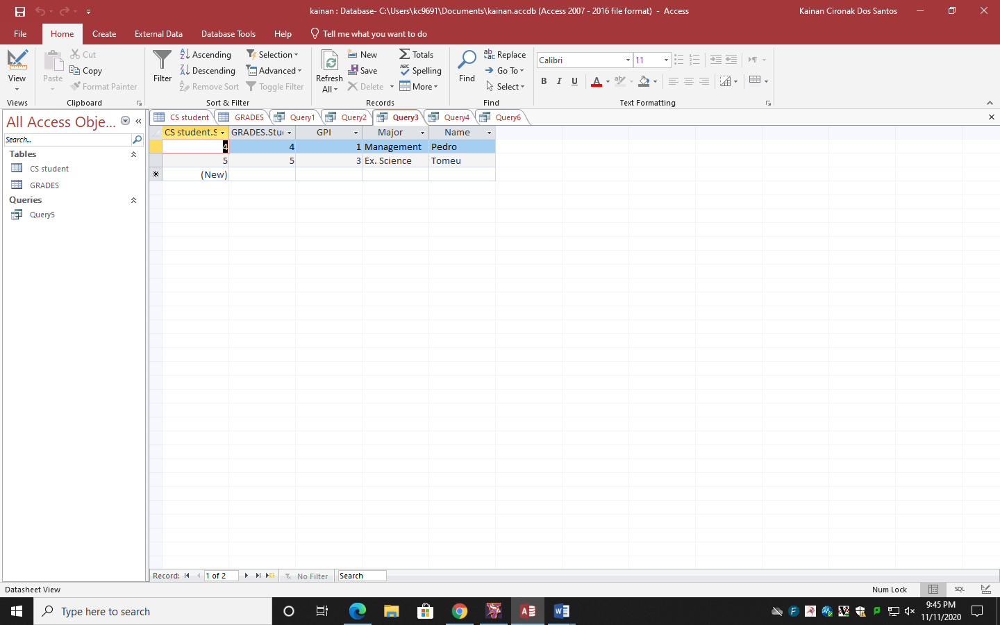 kainan : Database- C:\Users\kc9691\Documents\kainan.accdb (Access 2007 - 2016 file format) - Access
Kainan Cironak Dos Santos
File Home Create External Data Database Tools Help Tell me what you want to do
View
Views
Paste
Cut
Copy
Format Painter
Clipboard
Filter
Ascending
Descending
Remove Sort
Selection
Advanced
Toggle Filter
Sort & Filter
Refresh
All
New
Save
Delete
Totals
Spelling
More
Records
Find
Replace
Go To
Select
Find
Calibri 11
B I U
Text Formatting
All Access Obje...
Search...
Tables
CS student
GRADES
Queries
Query5
CS student GRADES Query1 Query2 Query3 Query4 Query6
CS student.S GRADES.Stu GPI Major Name
4 4 1 Management Pedro
5 5 3 Ex. Science Tomeu
(New)
Record: 1 of 2 No Filter Search
Datasheet View
Num Lock
SQL
Type here to search
9:45 PM
11/11/2020